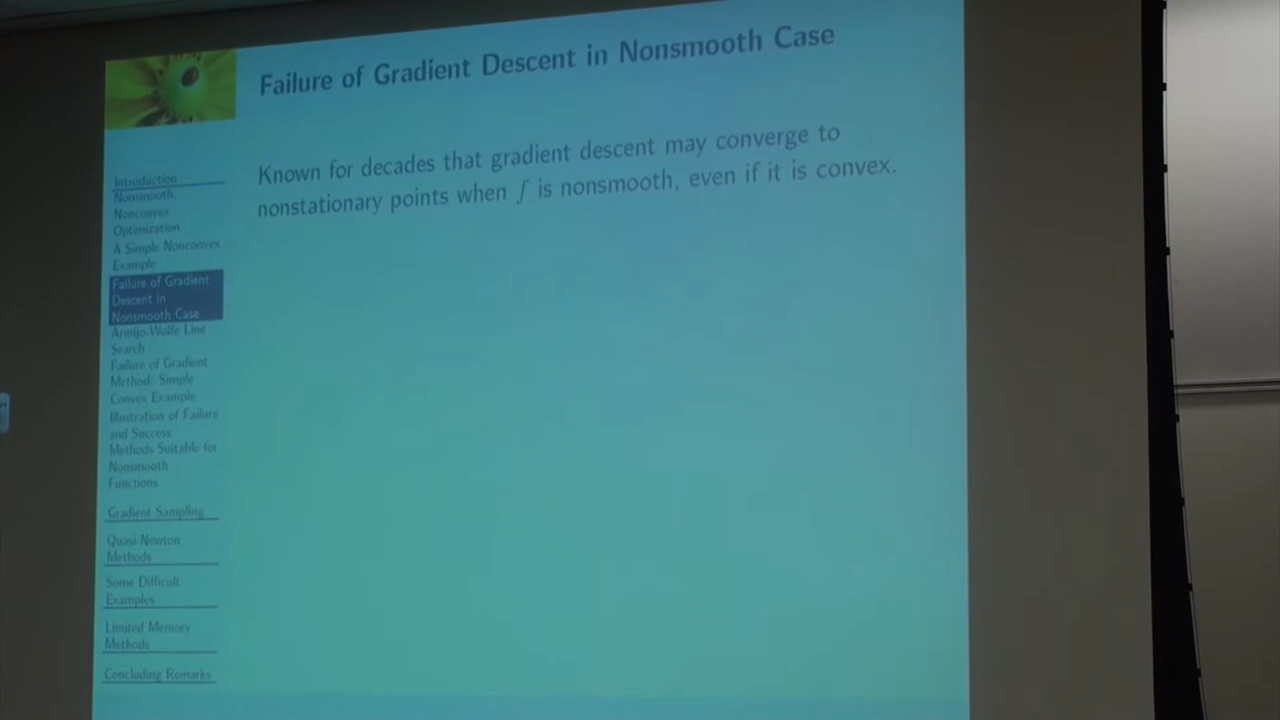 Failure of Gradient Descent in Nonsmooth Case
Known for decades that gradient descent may converge to
nonstationary points when f is nonsmooth, even if it is convex.
Introduction
Nonsmooth,
Nonconvex
Optimization
A Simple Nonconvex
Example
Failure of Gradient
Descent in
Nonsmooth Case
Armijo-Wolfe Line
Search
Failure of Gradient
Method: Simple
Convex Example
Illustration of Failure
and Success
Methods Suitable for
Nonsmooth
Functions
Gradient Sampling
Quasi-Newton
Methods
Some Difficult
Examples
Limited Memory
Methods
Concluding Remarks